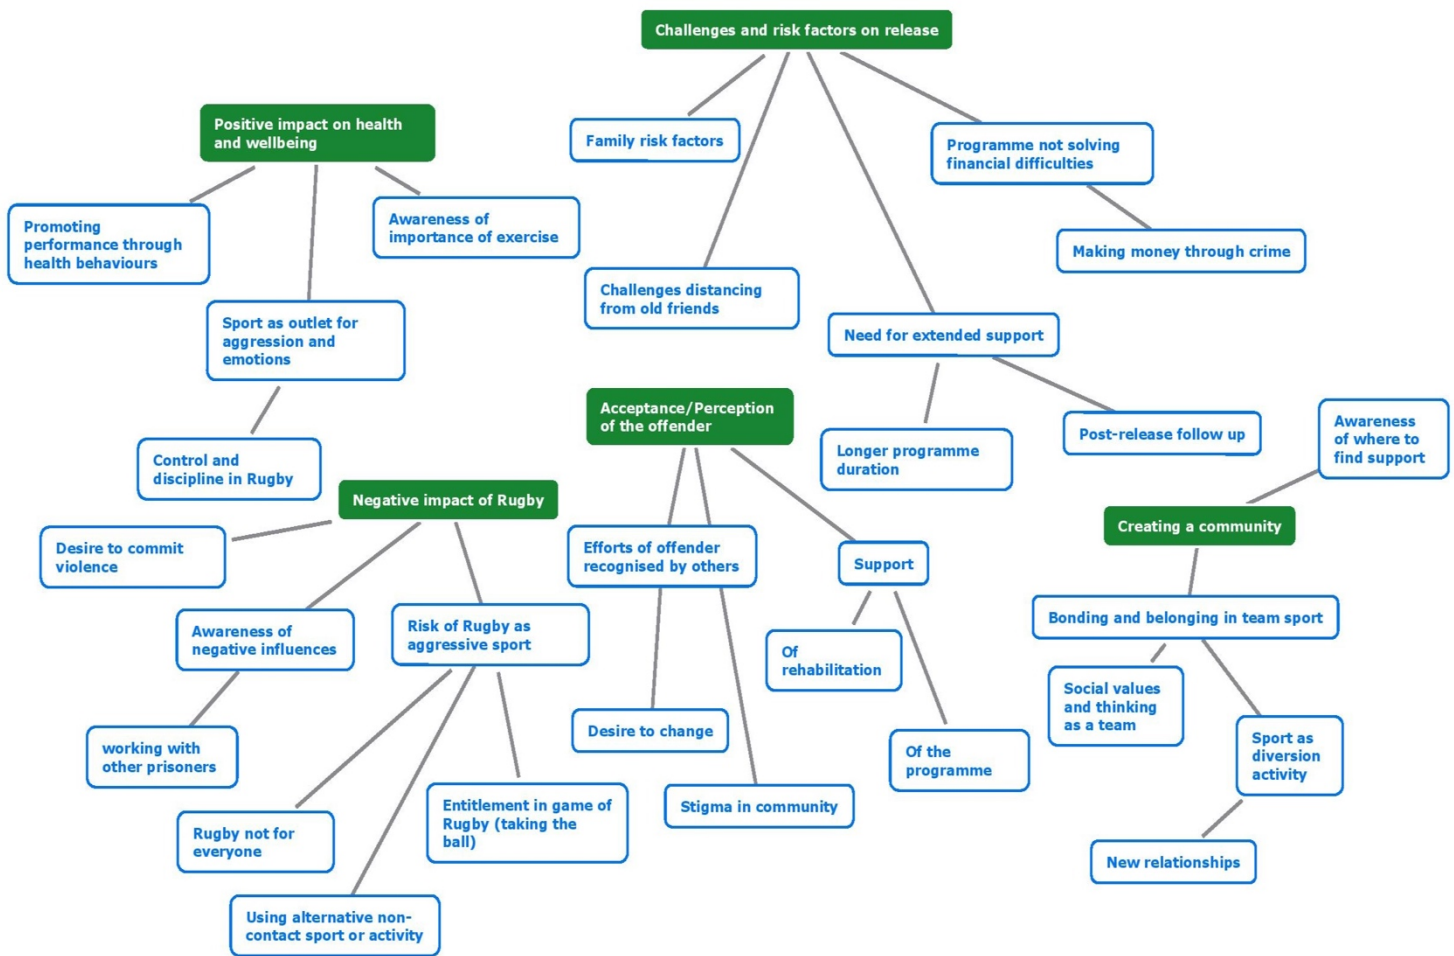 Challenges and risk factors on release
Family risk factors
Programme not solving
financial difficulties
Making money through crime
Challenges distancing
from old friends
Need for extended support
Longer programme
duration
Post-release follow up
Positive impact on health
and wellbeing
Promoting
performance through
health behaviours
Awareness of
importance of exercise
Sport as outlet for
aggression and
emotions
Control and
discipline in Rugby
Negative impact of Rugby
Desire to commit
violence
Awareness of
negative influences
working with
other prisoners
Risk of Rugby as
aggressive sport
Rugby not for
everyone
Entitlement in game of
Rugby (taking the
ball)
Using alternative non-
contact sport or activity
Acceptance/Perception
of the offender
Efforts of offender
recognised by others
Desire to change
Stigma in community
Support
Of
rehabilitation
Of the
programme
Awareness
of where to
find support
Creating a community
Bonding and belonging in team sport
Social values
and thinking
as a team
Sport as
diversion
activity
New relationships